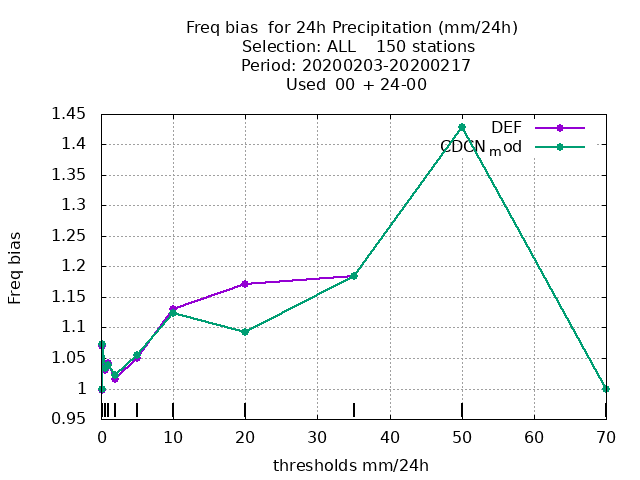 Freq bias for 24h Precipitation (mm/24h)
Selection: ALL 150 stations
Period: 20200203-20200217
Used 00 + 24-00
DEF
CDCNmod
1.45
1.4
1.35
1.3
1.25
1.2
1.15
1.1
1.05
1
0.95
Freq bias
0 10 20 30 40 50 60 70
thresholds mm/24h